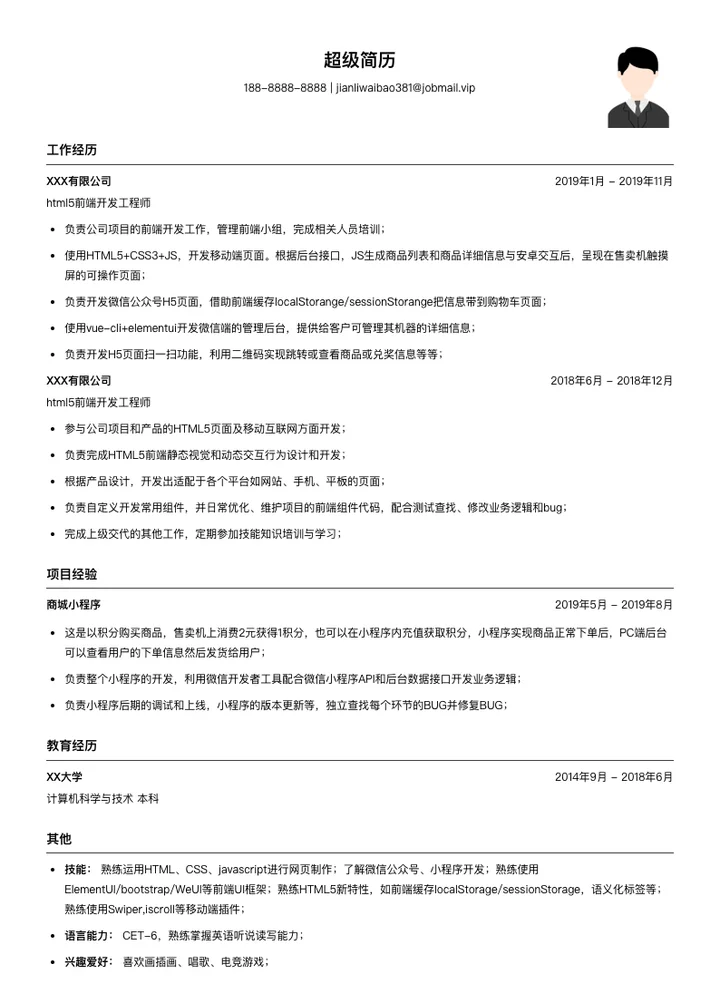 超级简历
188-8888-8888 | jianliwaibao381@jobmail.vip
工作经历
XXX有限公司 2019年1月 – 2019年11月
html5前端开发工程师
• 负责公司项目的前端开发工作，管理前端小组，完成相关人员培训；
• 使用HTML5+CSS3+JS，开发移动端页面。根据后台接口，JS生成商品列表和商品详细信息与安卓交互后，呈现在售卖机触摸
屏的可操作页面；
• 负责开发微信公众号H5页面，借助前端缓存localStorange/sessionStorange把信息带到购物车页面；
• 使用vue-cli+elementui开发微信端的管理后台，提供给客户可管理其机器的详细信息；
• 负责开发H5页面扫一扫功能，利用二维码实现跳转或查看商品或兑奖信息等等；
XXX有限公司 2018年6月 – 2018年12月
html5前端开发工程师
• 参与公司项目和产品的HTML5页面及移动互联网方面开发；
• 负责完成HTML5前端静态视觉和动态交互行为设计和开发；
• 根据产品设计，开发出适配于各个平台如网站、手机、平板的页面；
• 负责自定义开发常用组件，并日常优化、维护项目的前端组件代码，配合测试查找、修改业务逻辑和bug；
• 完成上级交代的其他工作，定期参加技能知识培训与学习；
项目经验
商城小程序 2019年5月 – 2019年8月
• 这是以积分购买商品，售卖机上消费2元获得1积分，也可以在小程序内充值获取积分，小程序实现商品正常下单后，PC端后台
可以查看用户的下单信息然后发货给用户；
• 负责整个小程序的开发，利用微信开发者工具配合微信小程序API和后台数据接口开发业务逻辑；
• 负责小程序后期的调试和上线，小程序的版本更新等，独立查找每个环节的BUG并修复BUG；
教育经历
XX大学 2014年9月 – 2018年6月
计算机科学与技术 本科
其他
• 技能： 熟练运用HTML、CSS、javascript进行网页制作；了解微信公众号、小程序开发；熟练使用
ElementUI/bootstrap/WeUI等前端UI框架；熟练HTML5新特性，如前端缓存localStorage/sessionStorage，语义化标签等；
熟练使用Swiper,iscroll等移动端插件；
• 语言能力： CET-6，熟练掌握英语听说读写能力；
• 兴趣爱好： 喜欢画插画、唱歌、电竞游戏；